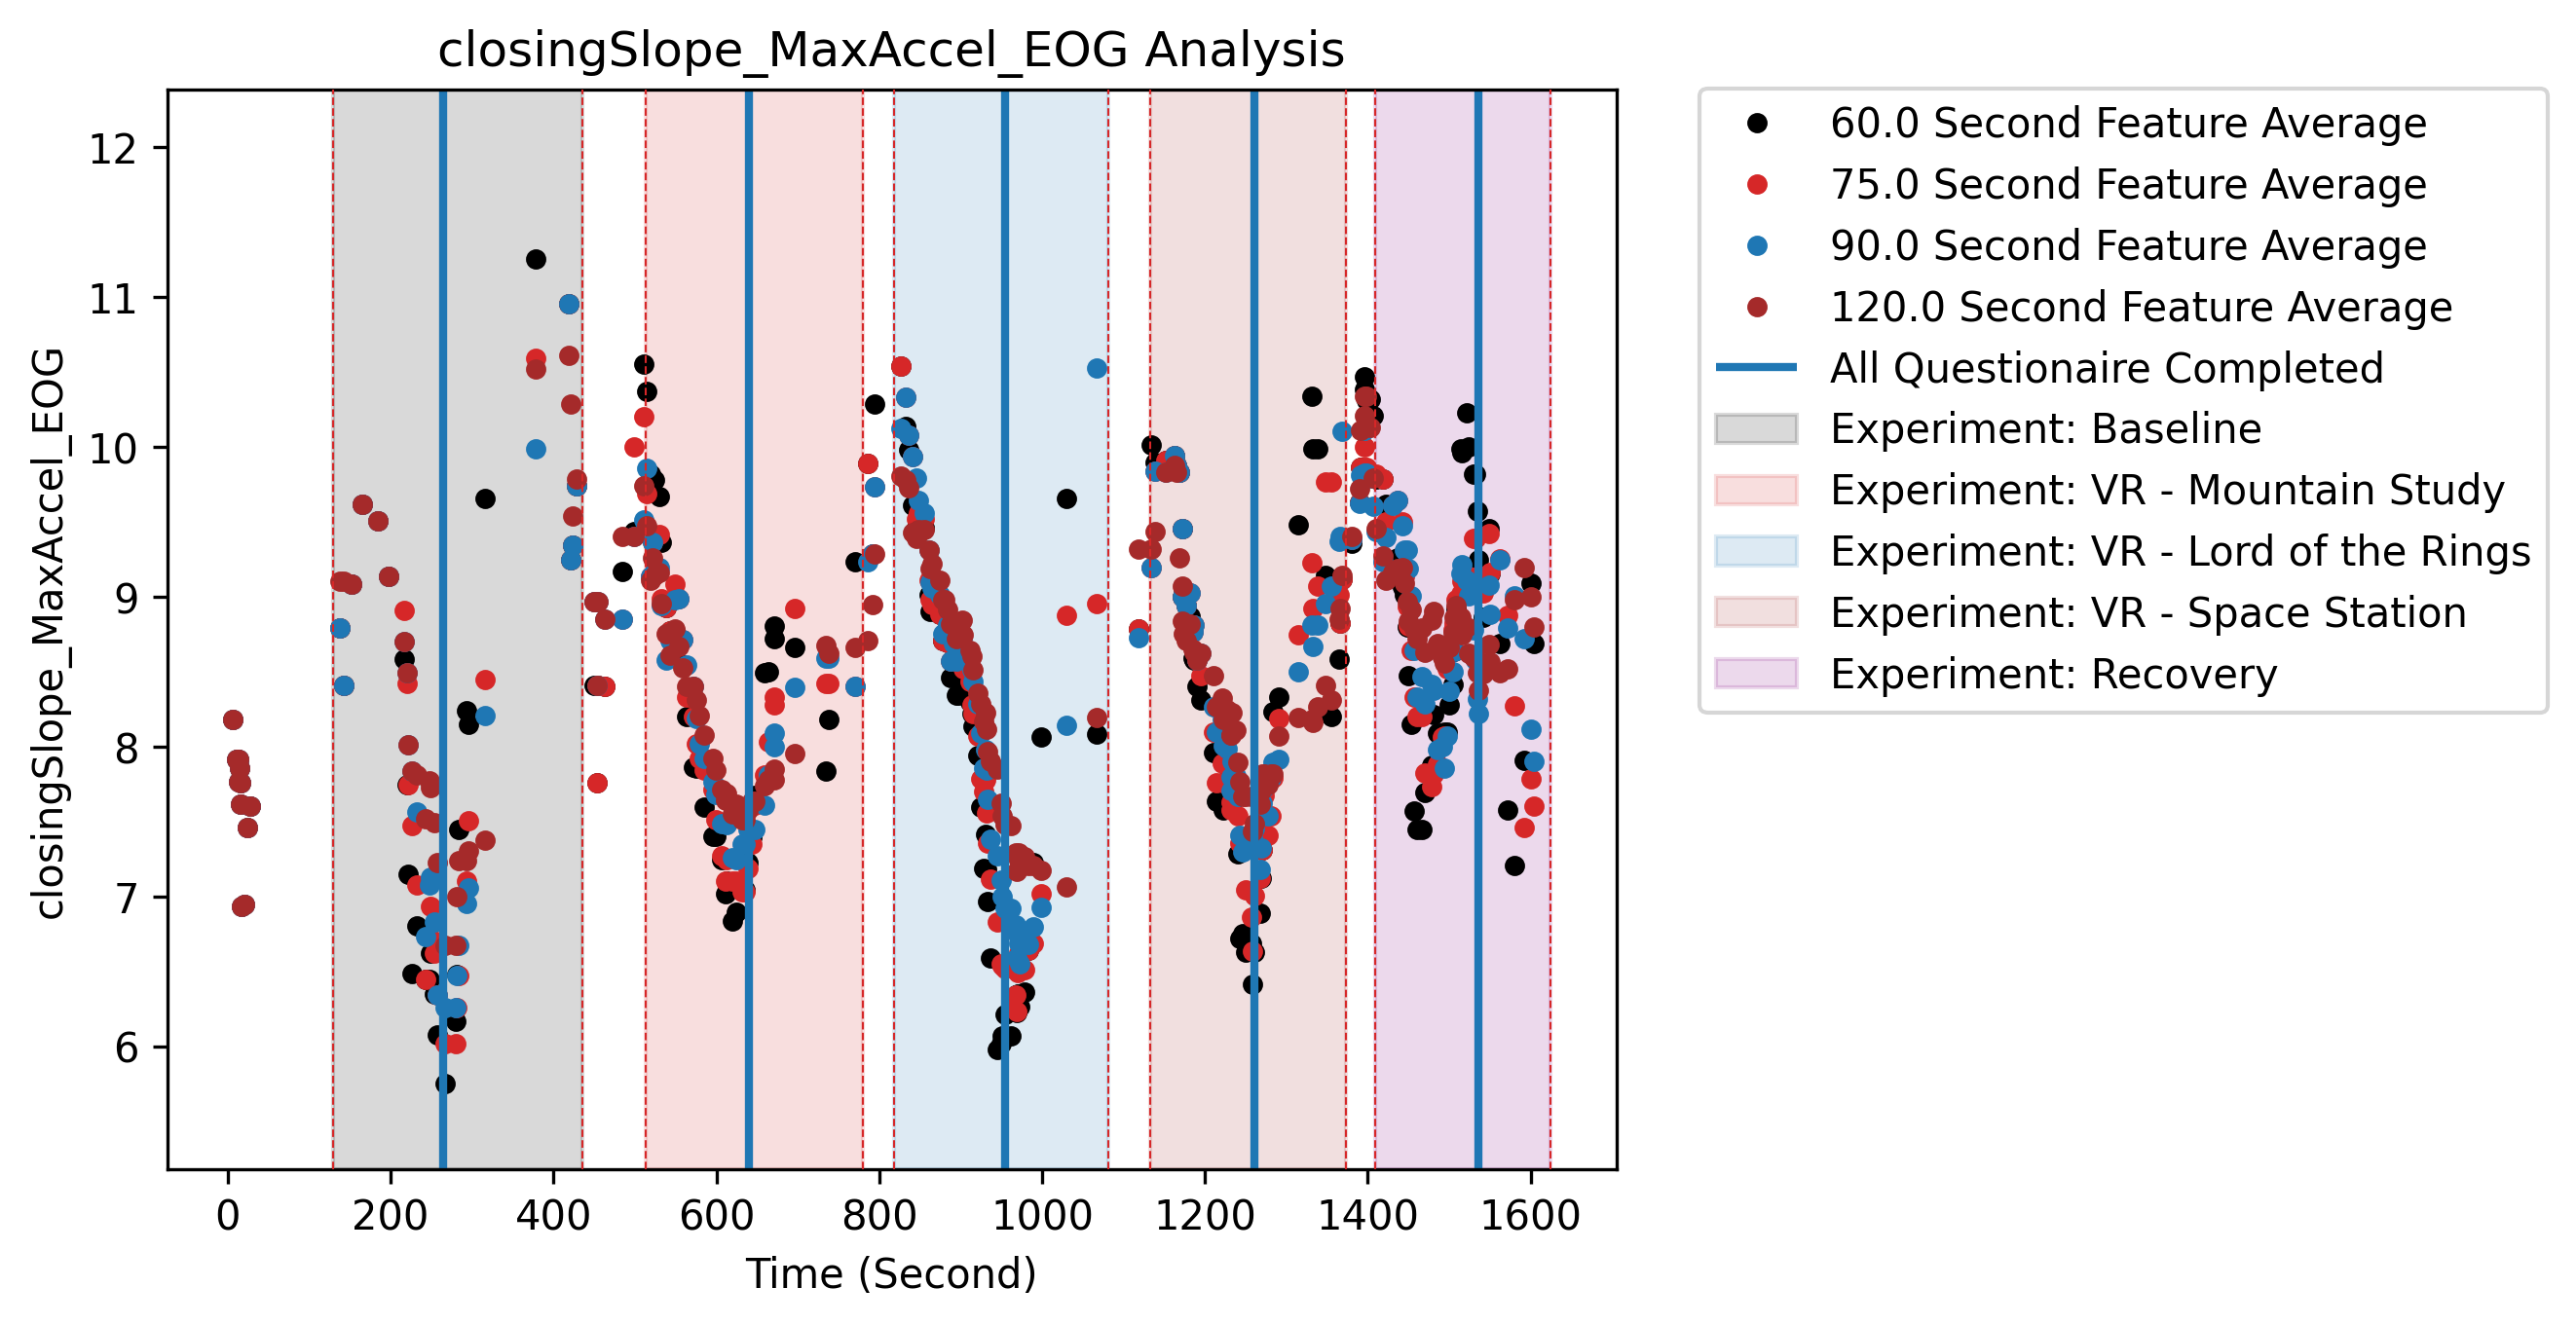 closingSlope_MaxAccel_EOG Analysis
closingSlope_MaxAccel_EOG
12
11
10
9
8
7
6
0 200 400 600 800 1000 1200 1400 1600
Time (Second)
60.0 Second Feature Average
75.0 Second Feature Average
90.0 Second Feature Average
120.0 Second Feature Average
All Questionaire Completed
Experiment: Baseline
Experiment: VR - Mountain Study
Experiment: VR - Lord of the Rings
Experiment: VR - Space Station
Experiment: Recovery